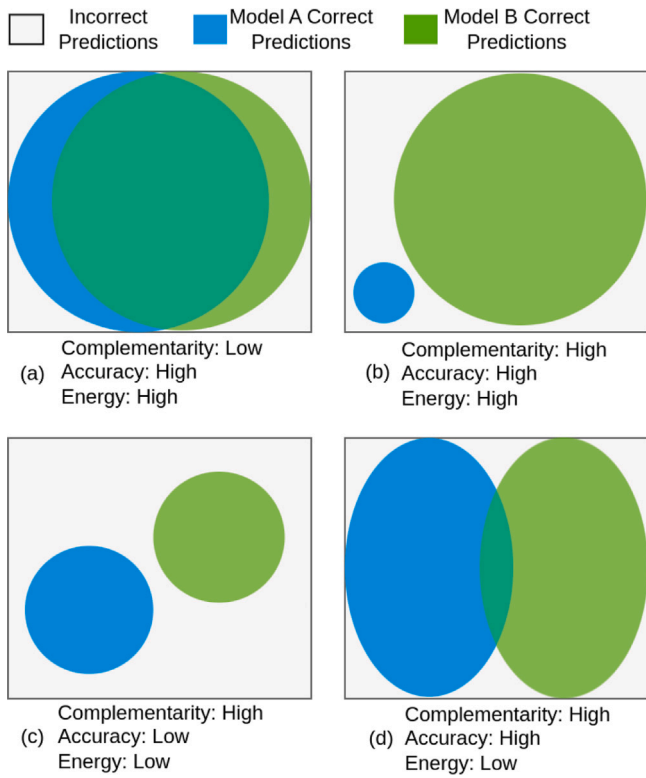 Incorrect Predictions
Model A Correct Predictions
Model B Correct Predictions
Complementarity: Low
(a) Accuracy: High
Energy: High
Complementarity: High
(b) Accuracy: High
Energy: High
Complementarity: High
(c) Accuracy: Low
Energy: Low
Complementarity: High
(d) Accuracy: High
Energy: Low